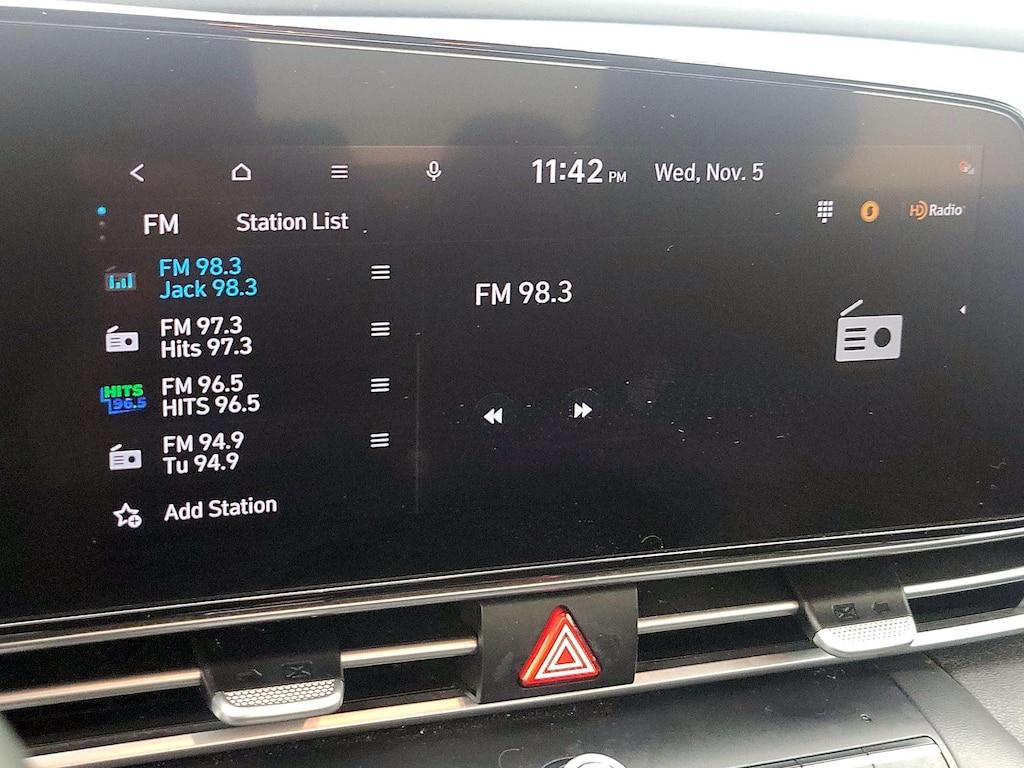 11:42 PM Wed, Nov. 5
FM Station List
HD Radio
FM 98.3
Jack 98.3
FM 98.3
FM 97.3
Hits 97.3
HITS 96.5
FM 96.5
HITS 96.5
FM 94.9
Tu 94.9
Add Station